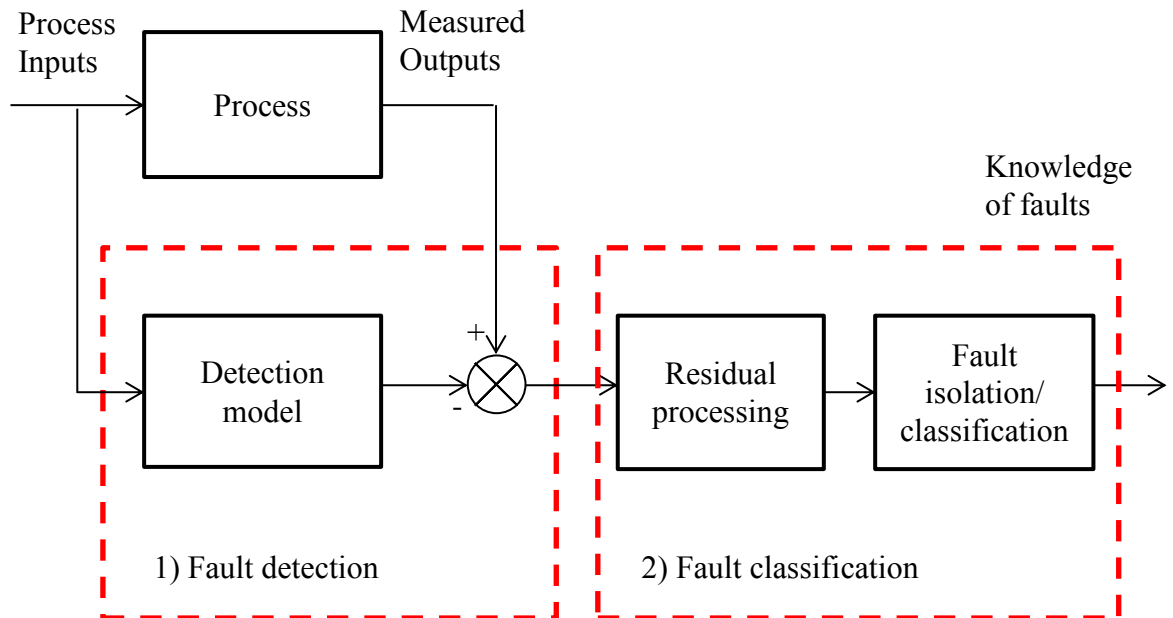 Process
Inputs
Measured
Outputs
Process
Knowledge
of faults
+
-
Detection
model
Residual
processing
Fault
isolation/
classification
1) Fault detection
2) Fault classification